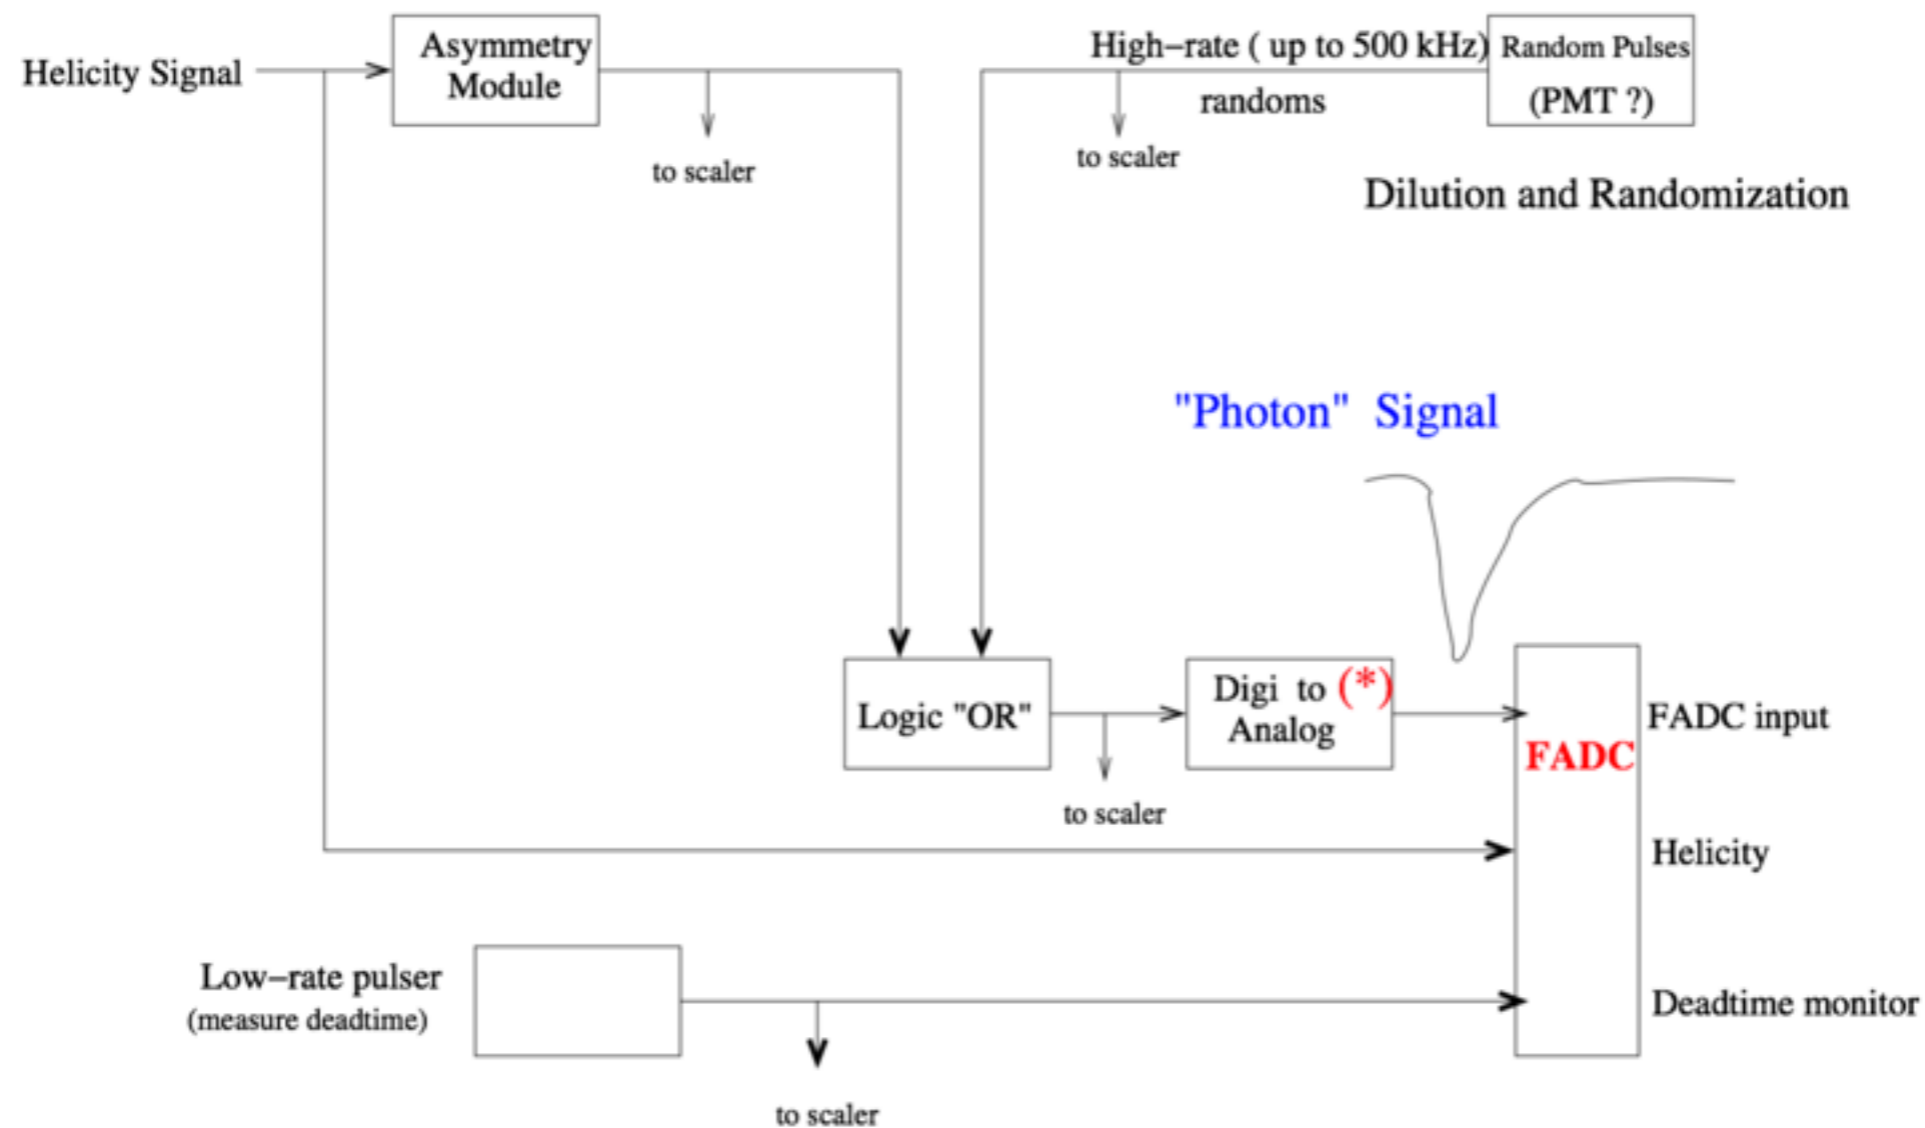 Helicity Signal
Asymmetry
Module
to scaler
High-rate ( up to 500 kHz)
randoms
to scaler
Random Pulses
(PMT ?)
Dilution and Randomization
"Photon" Signal
Logic "OR"
to scaler
Digi to (*)
Analog
FADC
FADC input
Helicity
Deadtime monitor
Low-rate pulser
(measure deadtime)
to scaler